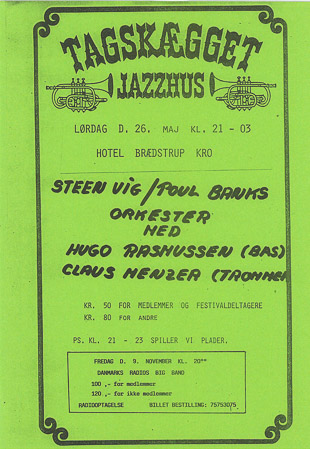 TAGSKÆGGET
JAZZHUS
LØRDAG D. 26. MAJ KL. 21 - 03
HOTEL BRÆDSTRUP KRO
STEEN VIG/POUL BANKS
ORKESTER
MED
HUGO RASMUSSEN (BAS)
CLAUS MENZER (TROMMER
KR. 50 FOR MEDLEMMER OG FESTIVALDELTAGERE
KR. 80 FOR ANDRE
PS. KL. 21 - 23 SPILLER VI PLADER.
FREDAG D. 9. NOVEMBER KL. 20°°
DANMARKS RADIOS BIG BAND
100 ,- for medlemmer
120 ,- for ikke medlemmer
RADIOOPTAGELSE BILLET BESTILLING: 75753075